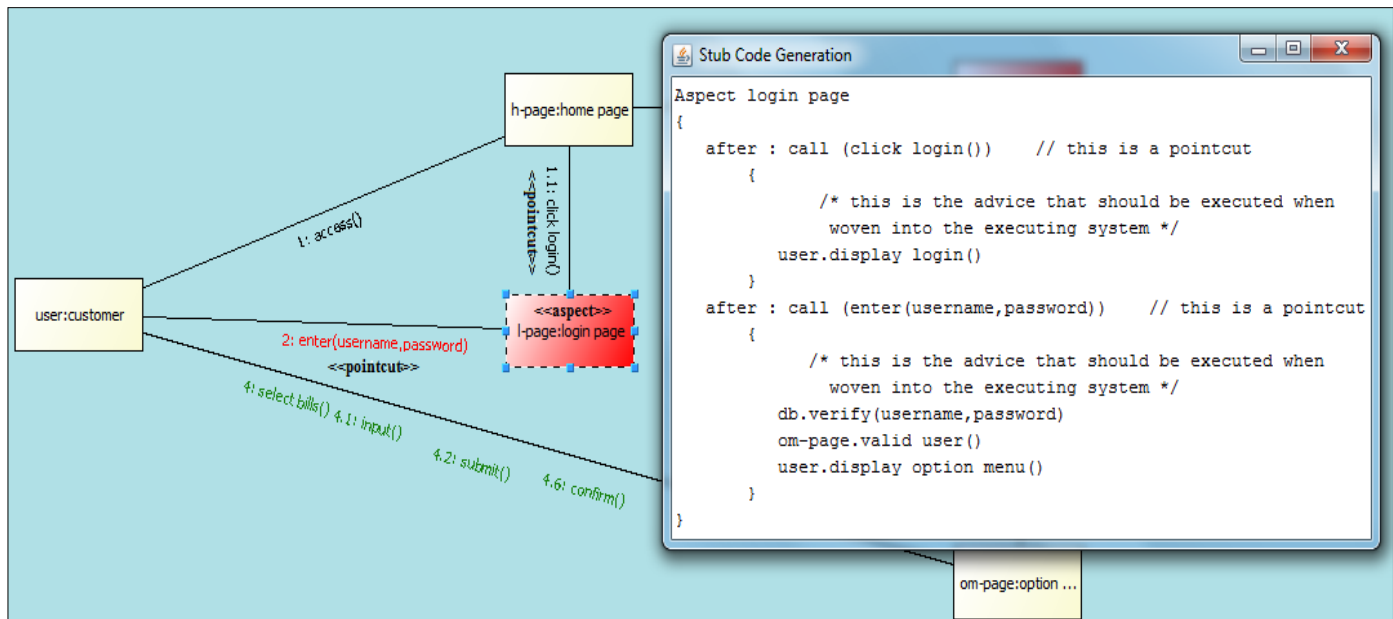 h-page:home page
1: access()
1.1: click login()
<<pointcut>>
user:customer
<<aspect>>
l-page:login page
2: enter(username,password)
<<pointcut>>
4: select bills()
4.1: input()
4.2: submit()
4.6: confirm()
Stub Code Generation
Aspect login page
{
after : call (click login()) // this is a pointcut
{
/* this is the advice that should be executed when
woven into the executing system */
user.display login()
}
after : call (enter(username,password)) // this is a pointcut
{
/* this is the advice that should be executed when
woven into the executing system */
db.verify(username,password)
om-page.valid user()
user.display option menu()
}
}
om-page:option ...